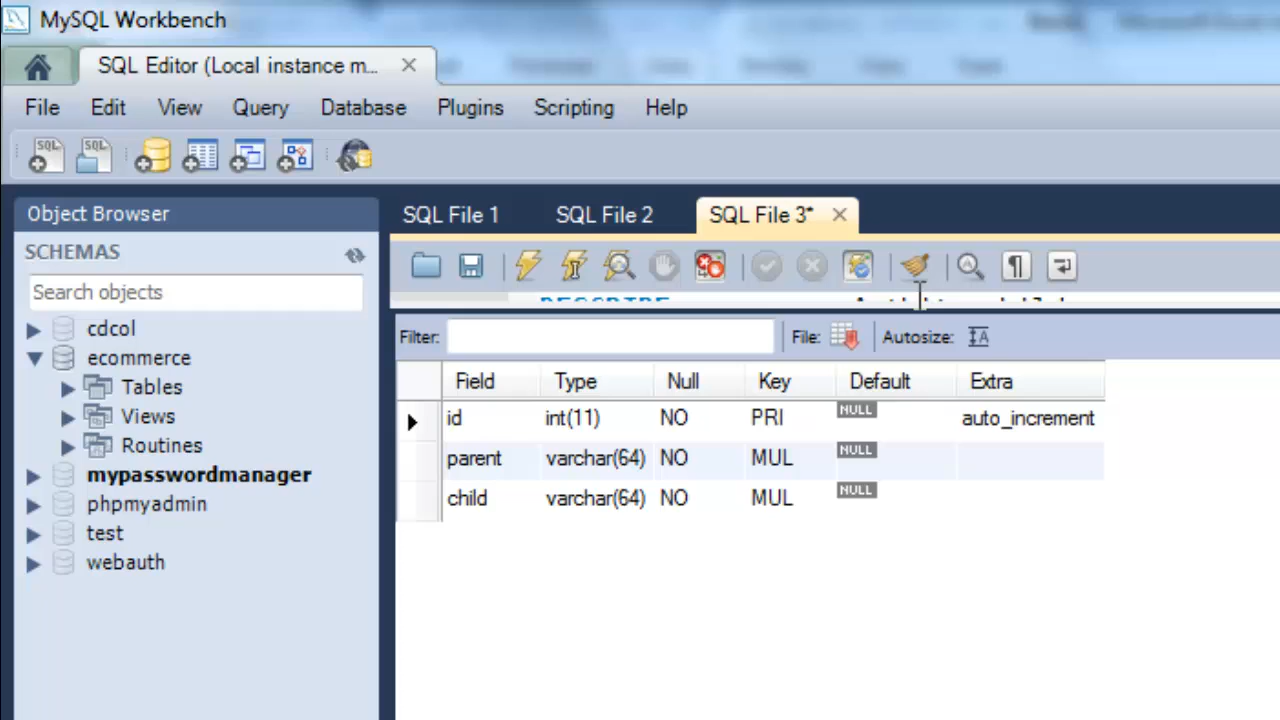 MySQL Workbench
SQL Editor (Local instance m...
File Edit View Query Database Plugins Scripting Help
SQL SQL
Object Browser
SQL File 1 SQL File 2 SQL File 3*
SCHEMAS
Search objects
DESCRIBE
Filter: File: Autosize: A
cdcol
ecommerce
Tables
Views
Routines
mypasswordmanager
phpmyadmin
test
webauth
Field Type Null Key Default Extra
id int(11) NO PRI NULL auto_increment
parent varchar(64) NO MUL NULL
child varchar(64) NO MUL NULL